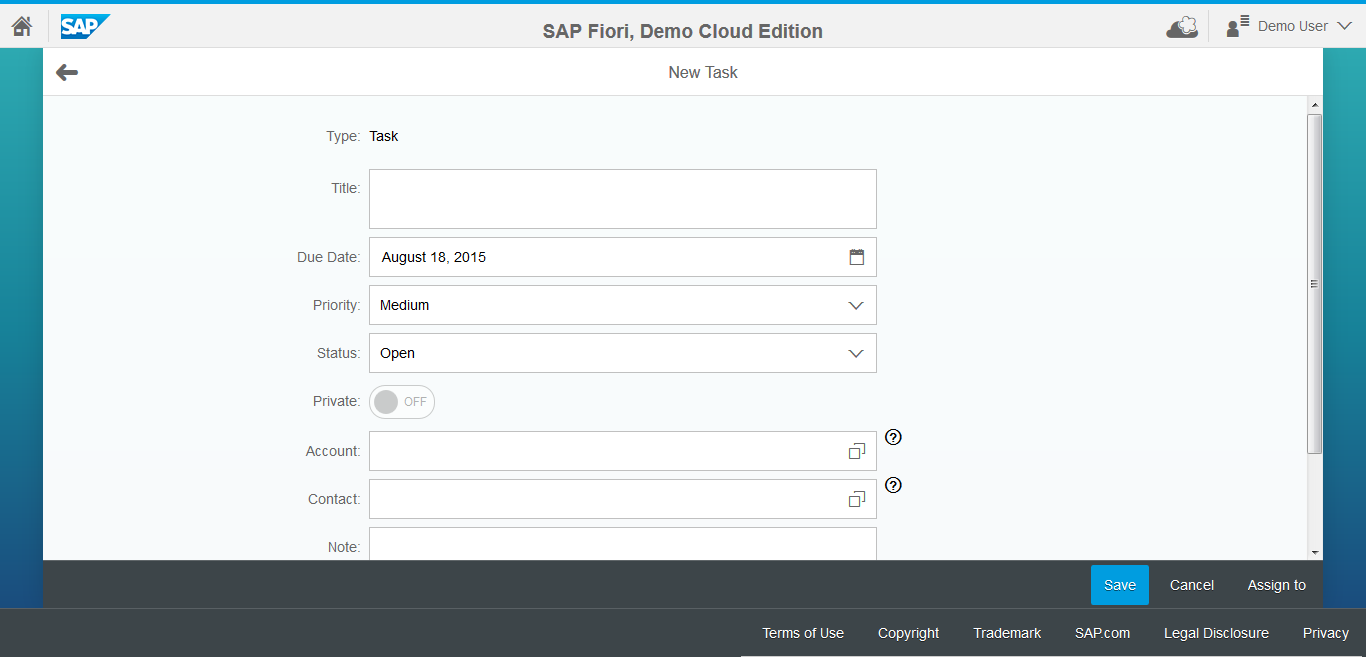 SAP
SAP Fiori, Demo Cloud Edition
Demo User
New Task
Type: Task
Title:
Due Date: August 18, 2015
Priority: Medium
Status: Open
Private: OFF
Account:
?
Contact:
?
Note:
Save Cancel Assign to
Terms of Use Copyright Trademark SAP.com Legal Disclosure Privacy